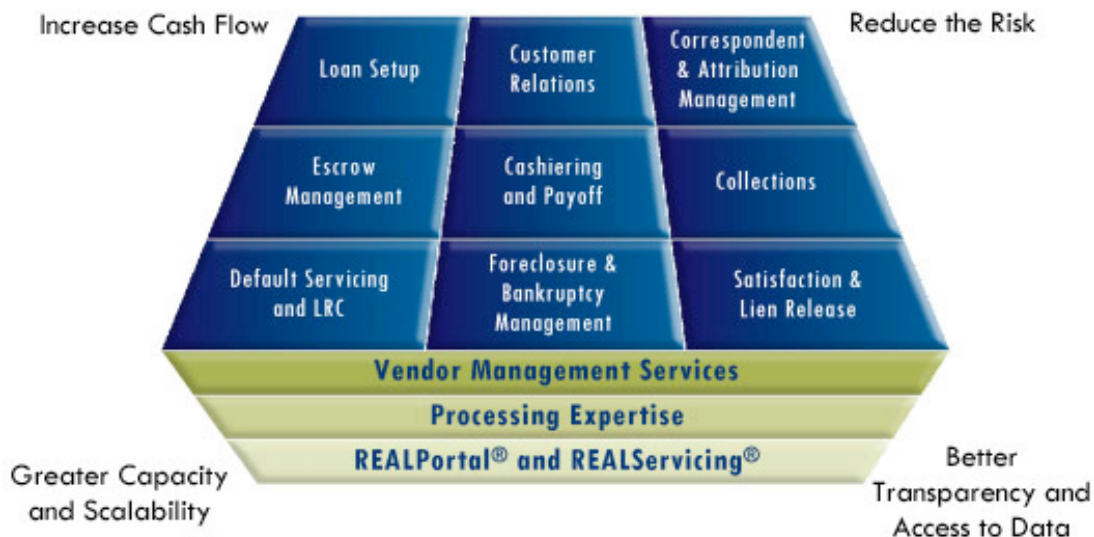 Increase Cash Flow
Reduce the Risk
Loan Setup
Customer
Relations
Correspondent
& Attribution
Management
Escrow
Management
Cashiering
and Payoff
Collections
Default Servicing
and LRC
Foreclosure &
Bankruptcy
Management
Satisfaction &
Lien Release
Vendor Management Services
Processing Expertise
REALPortal® and REALServicing®
Greater Capacity
and Scalability
Better
Transparency and
Access to Data